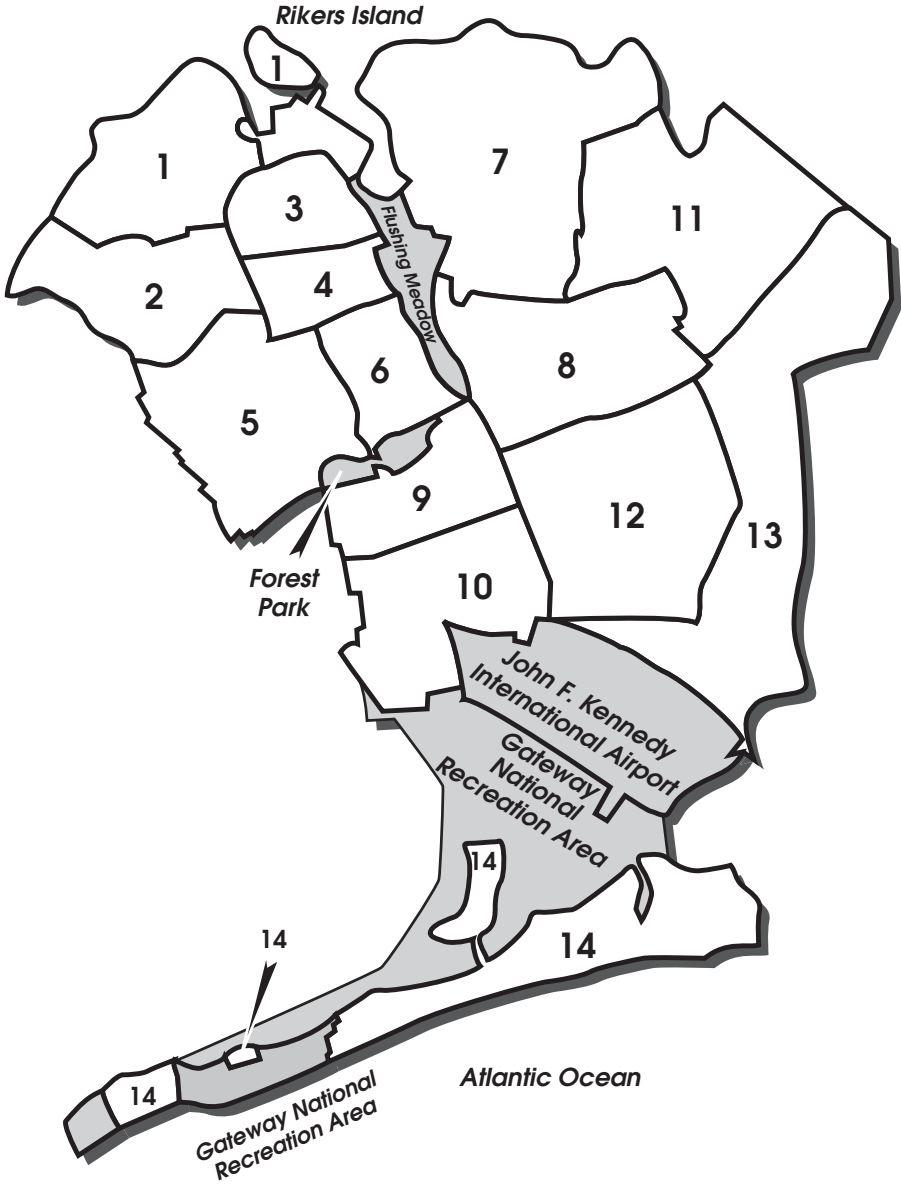 Rikers Island
1
1
7
3
11
Flushing Meadow
4
2
8
6
5
9
12
13
Forest
Park
10
John F. Kennedy
International Airport
Gateway
National
Recreation Area
14
14
14
14
Atlantic Ocean
Gateway National
Recreation Area